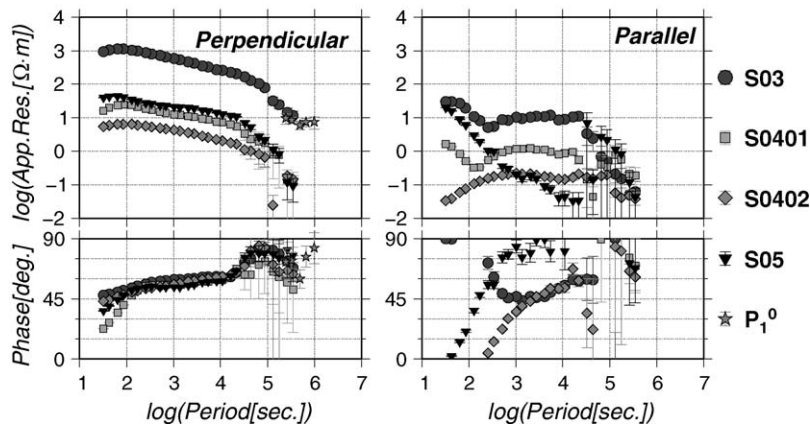 Perpendicular
Parallel
log(App.Res.[Ω·m]
4
3
2
1
0
−1
−2
4
3
2
1
0
−1
−2
Phase[deg.]
90
45
0
90
45
0
1 2 3 4 5 6 7
1 2 3 4 5 6 7
log(Period[sec.])
log(Period[sec.])
S03
S0401
S0402
S05
P₁⁰